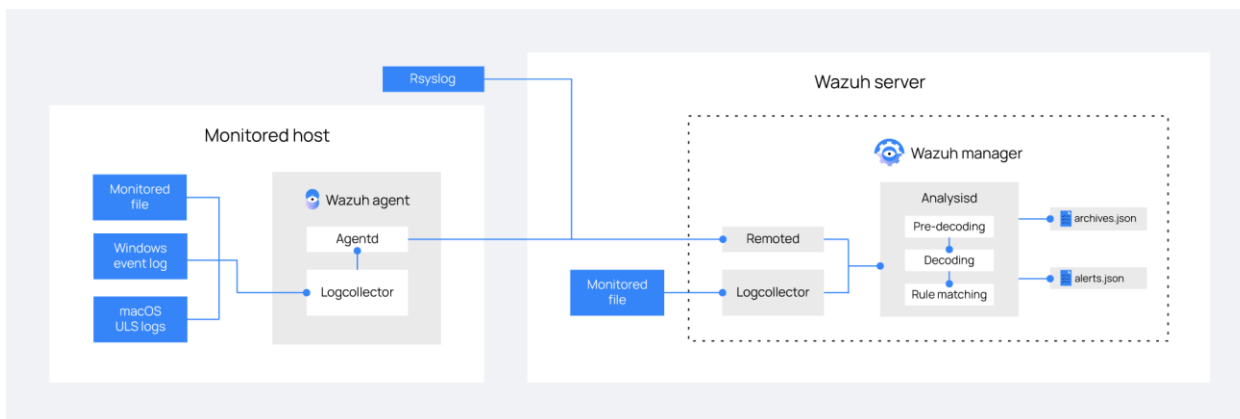 Rsyslog
Wazuh server
Monitored host
Wazuh manager
Monitored
file
Wazuh agent
Analysisd
archives.json
Pre-decoding
Windows
event log
Agentd
Remoted
Decoding
alerts.json
Monitored
file
Logcollector
Logcollector
Rule matching
macOS
ULS logs